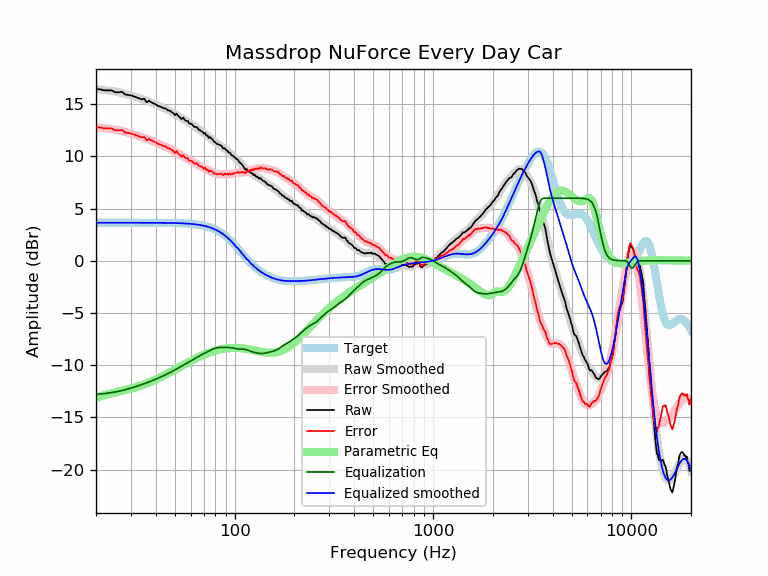 Massdrop NuForce Every Day Car
15
10
5
0
−5
−10
−15
−20
Amplitude (dBr)
Target
Raw Smoothed
Error Smoothed
Raw
Error
Parametric Eq
Equalization
Equalized smoothed
100
1000
10000
Frequency (Hz)